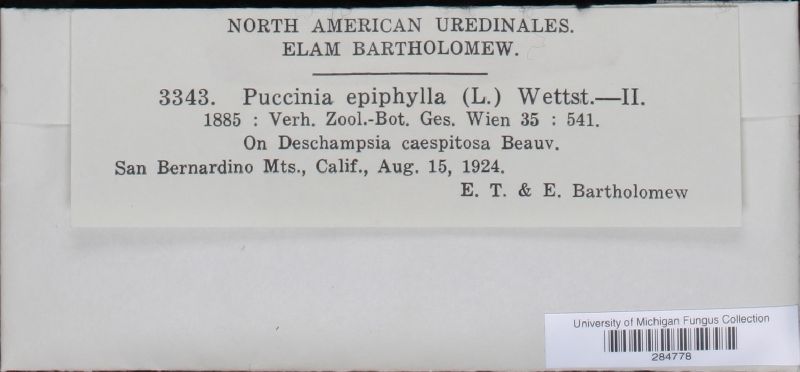 NORTH AMERICAN UREDINALES.
ELAM BARTHOLOMEW.
3343. Puccinia epiphylla (L.) Wettst.—II.
1885 : Verh. Zool.-Bot. Ges. Wien 35 : 541.
On Deschampsia caespitosa Beauv.
San Bernardino Mts., Calif., Aug. 15, 1924.
E. T. & E. Bartholomew
University of Michigan Fungus Collection
284778